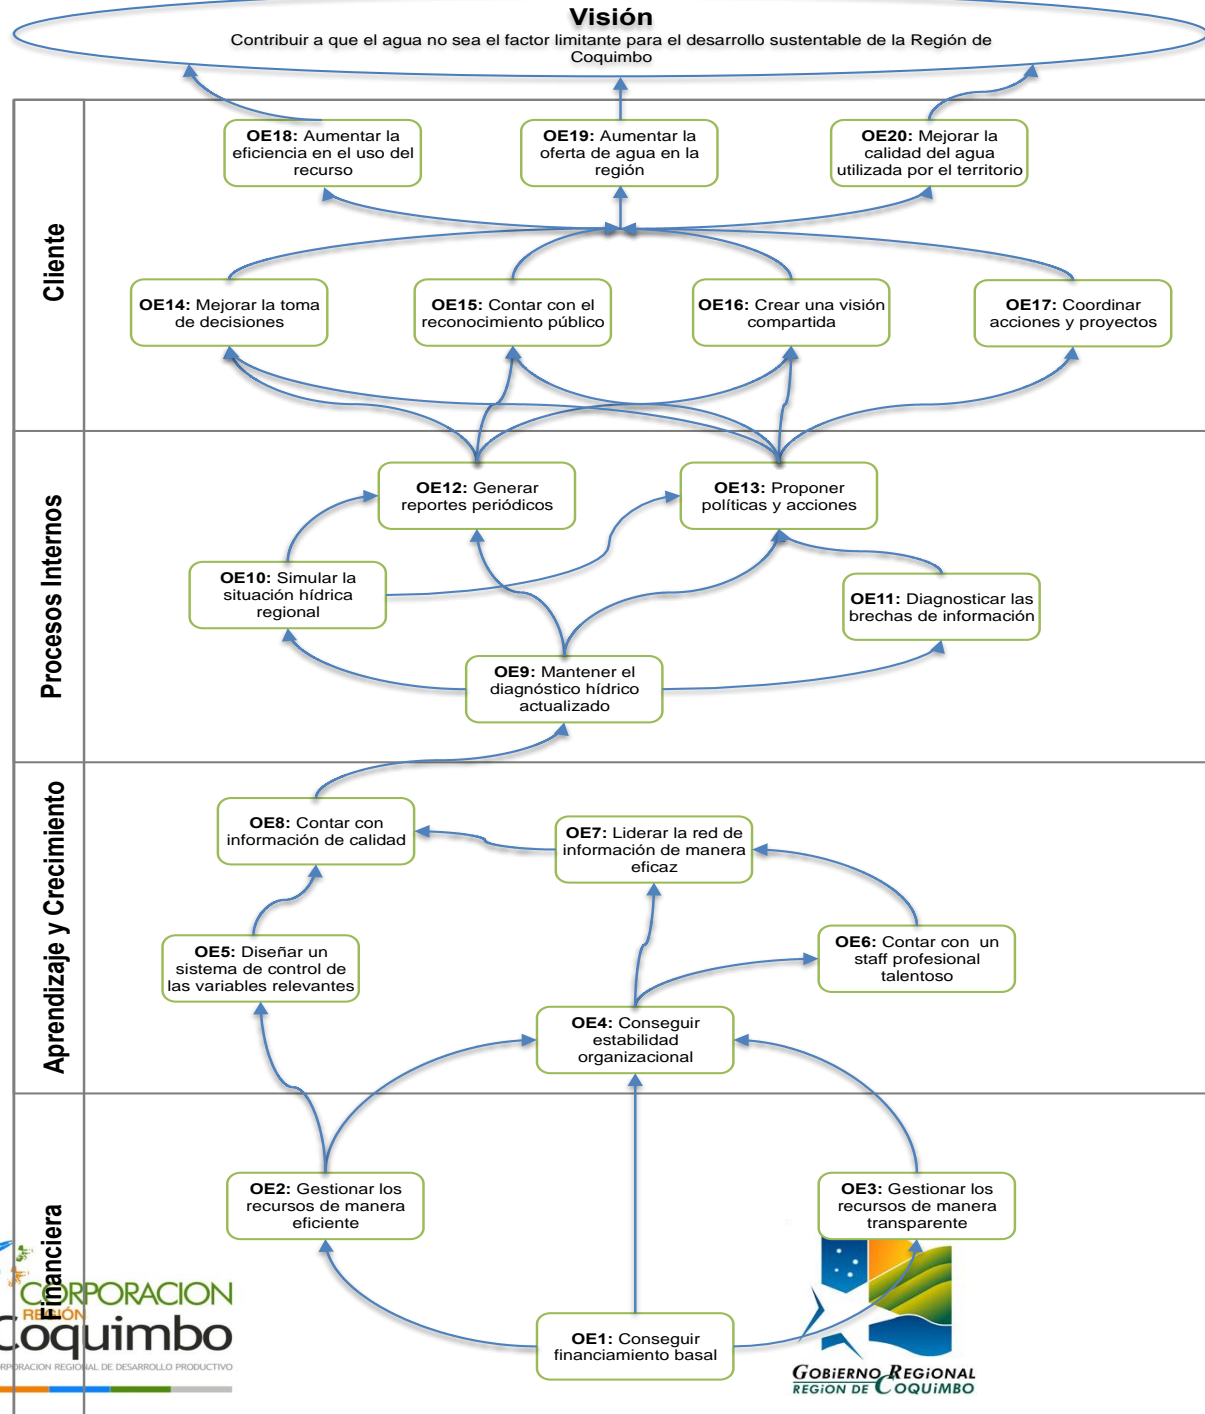 Visión
Contribuir a que el agua no sea el factor limitante para el desarrollo sustentable de la Región de
Coquimbo
Cliente
OE18: Aumentar la
eficiencia en el uso del
recurso
OE19: Aumentar la
oferta de agua en la
región
OE20: Mejorar la
calidad del agua
utilizada por el territorio
OE14: Mejorar la toma
de decisiones
OE15: Contar con el
reconocimiento público
OE16: Crear una visión
compartida
OE17: Coordinar
acciones y proyectos
Procesos Internos
OE12: Generar
reportes periódicos
OE13: Proponer
políticas y acciones
OE10: Simular la
situación hídrica
regional
OE11: Diagnosticar las
brechas de información
OE9: Mantener el
diagnóstico hídrico
actualizado
Aprendizaje y Crecimiento
OE8: Contar con
información de calidad
OE7: Liderar la red de
información de manera
eficaz
OE5: Diseñar un
sistema de control de
las variables relevantes
OE6: Contar con un
staff profesional
talentoso
OE4: Conseguir
estabilidad
organizacional
Financiera
OE2: Gestionar los
recursos de manera
eficiente
OE3: Gestionar los
recursos de manera
transparente
OE1: Conseguir
financiamiento basal
CORPORACION
REGIÓN
Coquimbo
CORPORACION REGIONAL DE DESARROLLO PRODUCTIVO
GOBIERNO REGIONAL
REGION DE COQUIMBO